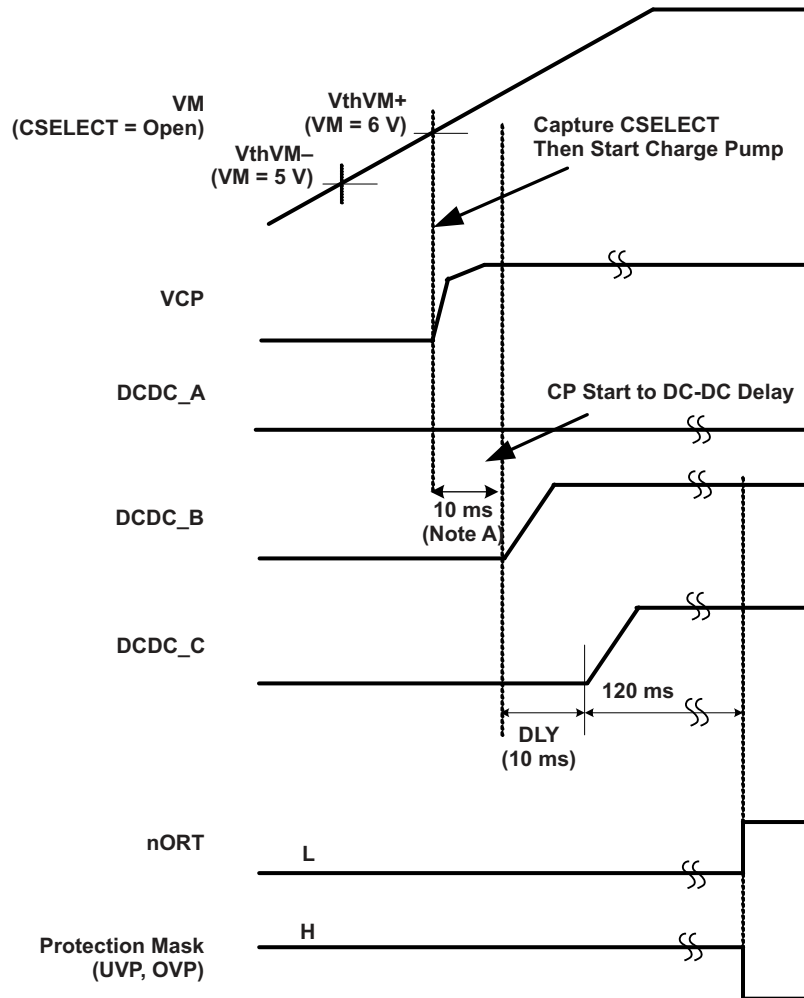 VM
(CSELECT = Open)
VthVM+
(VM = 6 V)
VthVM–
(VM = 5 V)
Capture CSELECT
Then Start Charge Pump
VCP
DCDC_A
CP Start to DC-DC Delay
DCDC_B
10 ms
(Note A)
DCDC_C
120 ms
DLY
(10 ms)
nORT
L
Protection Mask
(UVP, OVP)
H